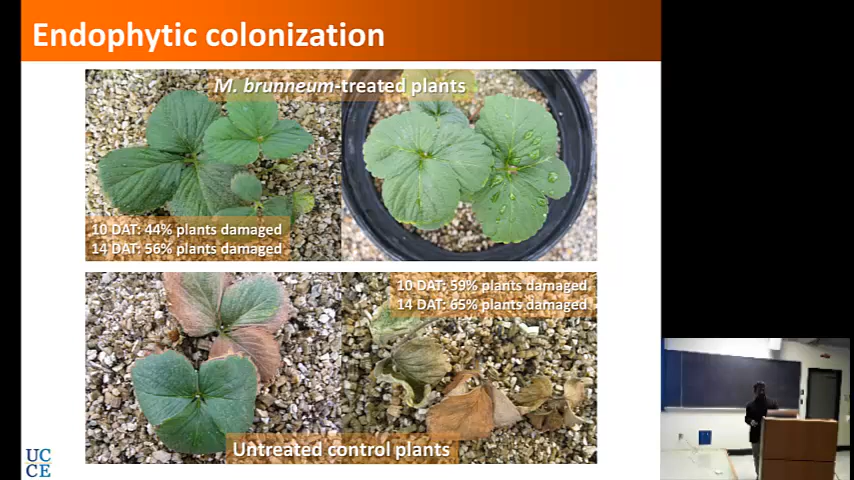 Endophytic colonization
M. brunneum-treated plants
10 DAT: 44% plants damaged
14 DAT: 56% plants damaged
10 DAT: 59% plants damaged
14 DAT: 65% plants damaged
Untreated control plants
UC
CE